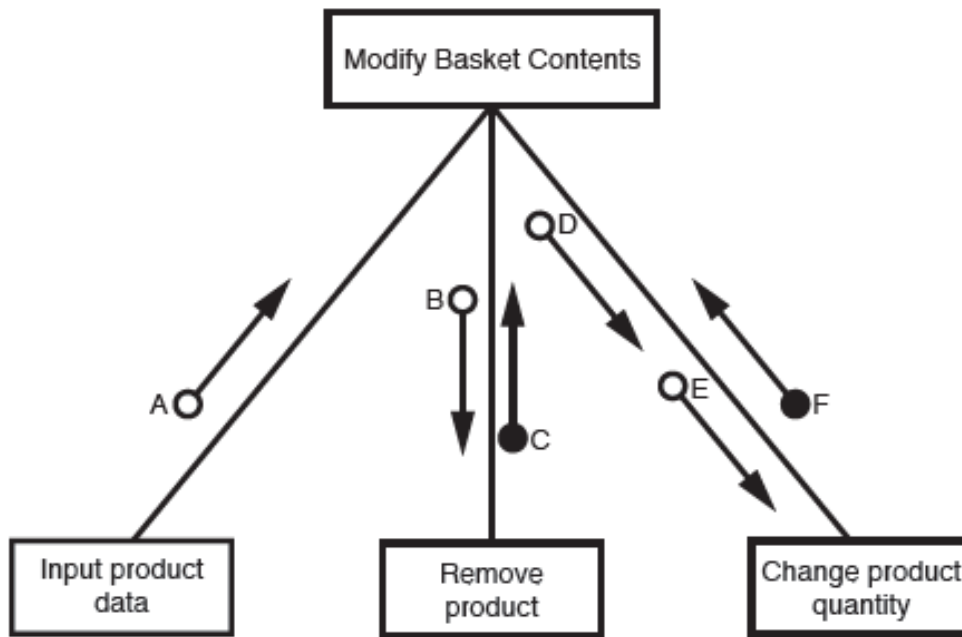 Modify Basket Contents
D
B
A
E
F
C
Input product
data
Remove
product
Change product
quantity